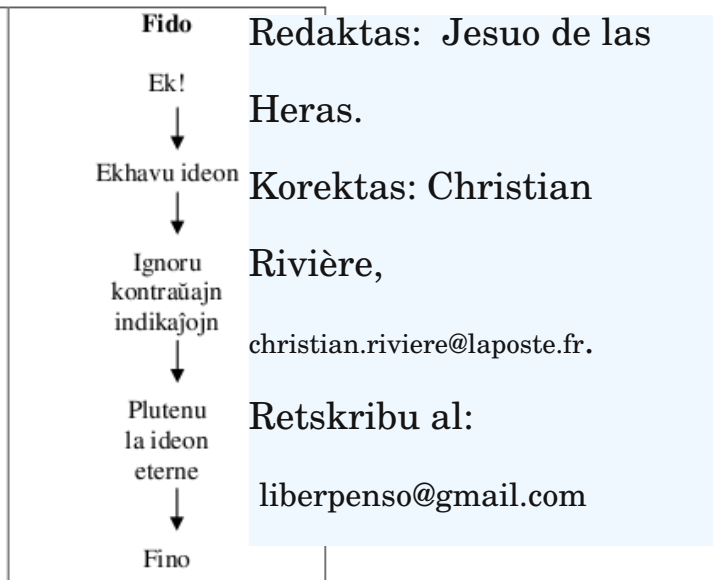 Fido
Ek!
Ekhavu ideon
Ignoru
kontraŭajn
indikaĵojn
Plutenu
la ideon
eterne
Fino
Redaktas: Jesuo de las
Heras.
Korektas: Christian
Rivière,
christian.riviere@laposte.fr.
Retskribu al:
liberpenso@gmail.com